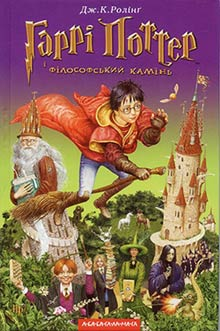 Дж.К.Ролінґ
Гаррі Поттер
і
філософський камінь
А-БА-БА-ГА-ЛА-МА-ГА